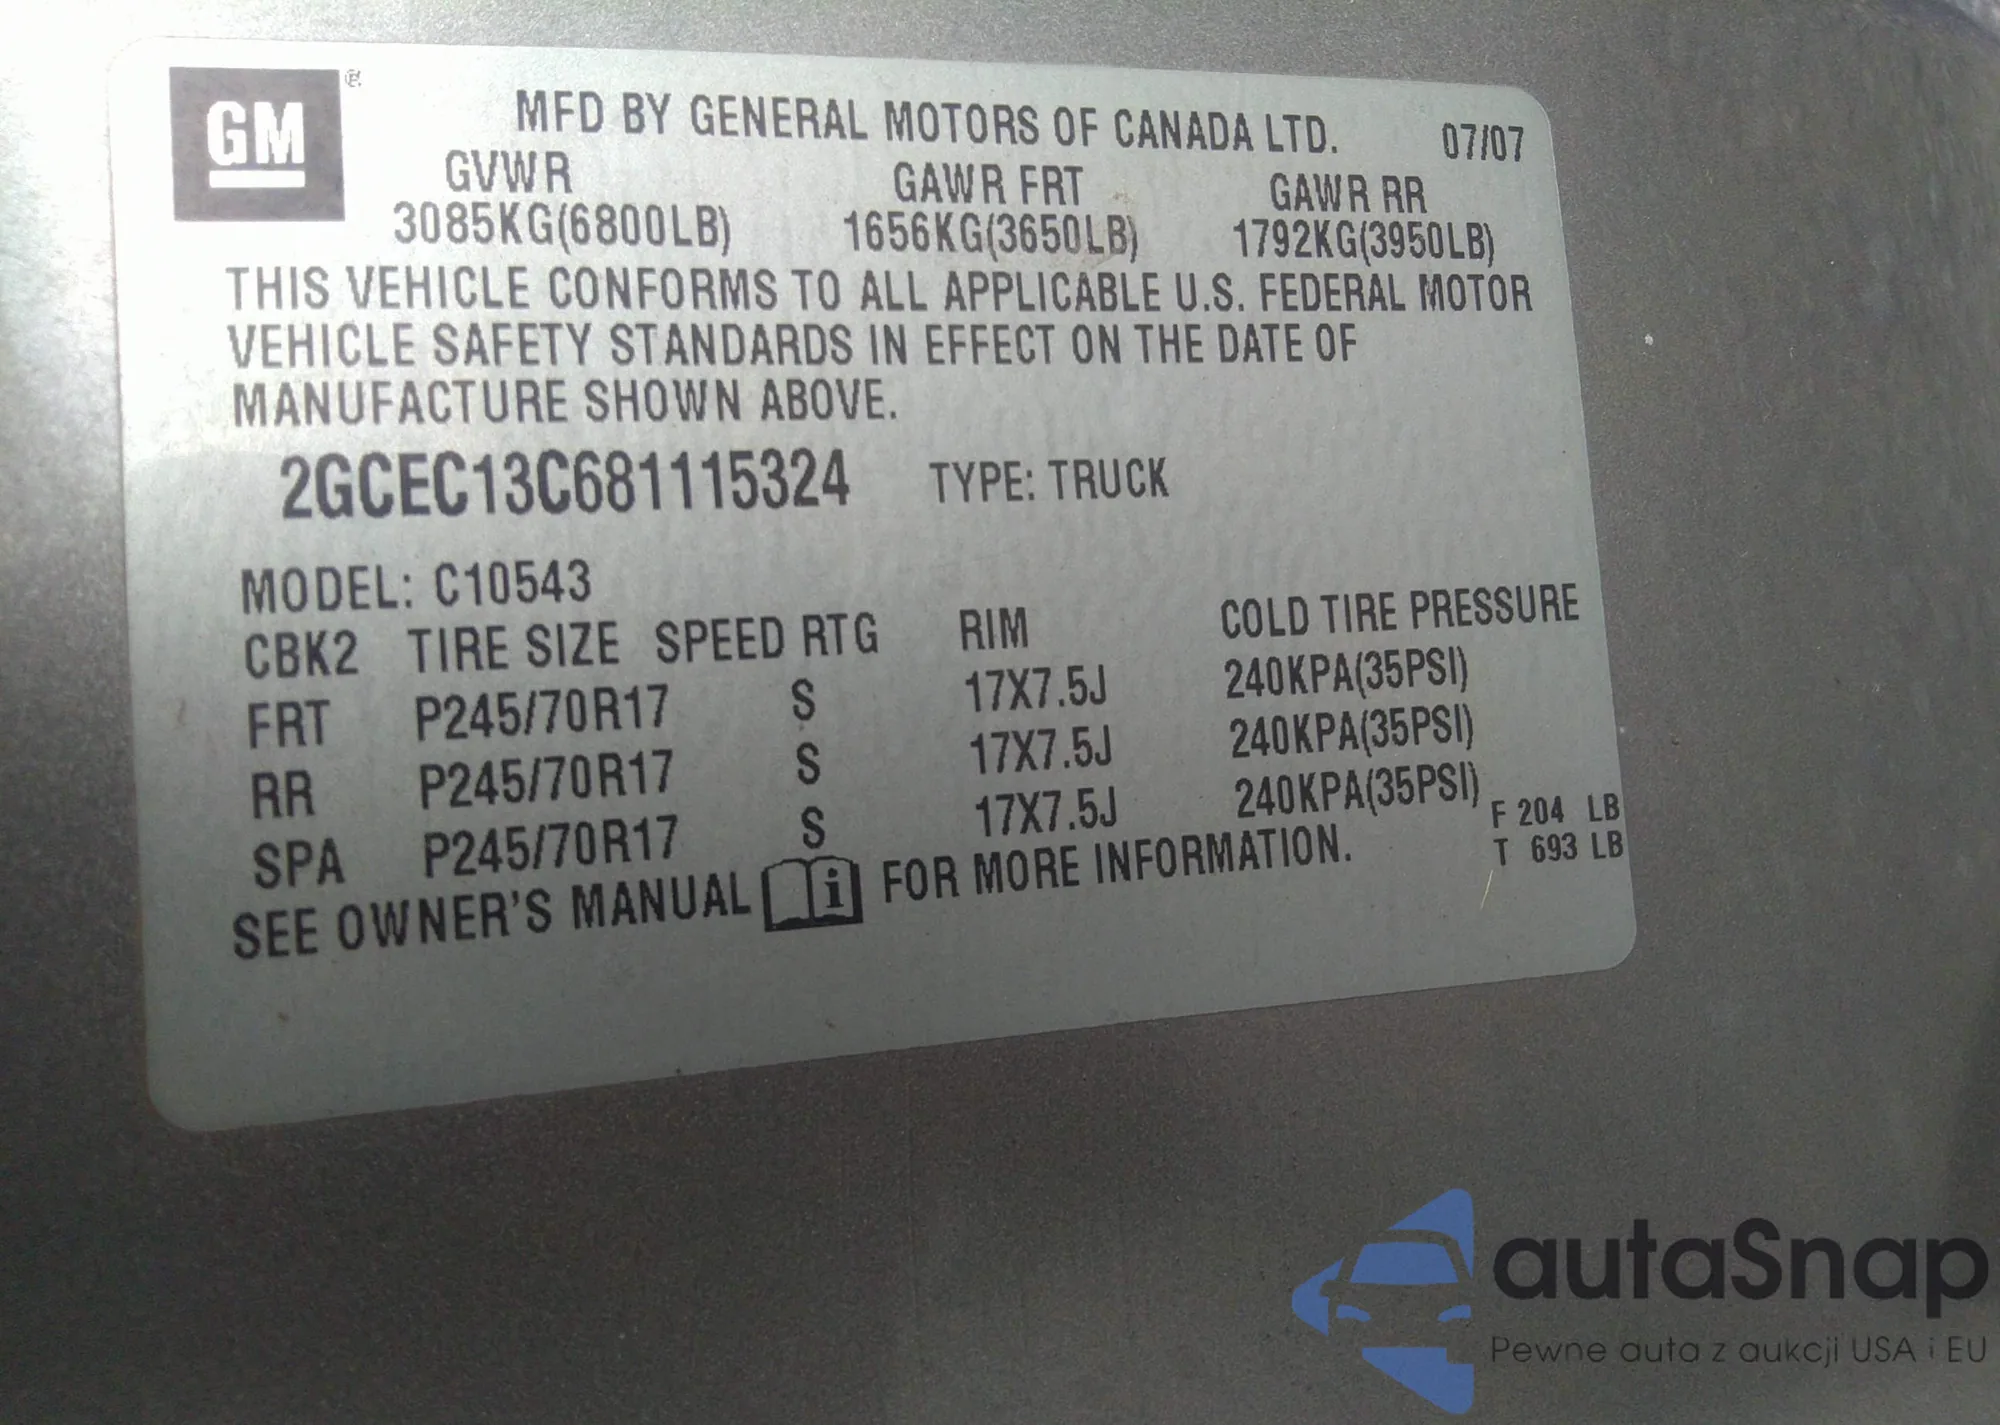 GM®
MFD BY GENERAL MOTORS OF CANADA LTD. 07/07
GVWR GAWR FRT GAWR RR
3085KG(6800LB) 1656KG(3650LB) 1792KG(3950LB)
THIS VEHICLE CONFORMS TO ALL APPLICABLE U.S. FEDERAL MOTOR
VEHICLE SAFETY STANDARDS IN EFFECT ON THE DATE OF
MANUFACTURE SHOWN ABOVE.
2GCEC13C681115324 TYPE: TRUCK
MODEL: C10543
CBK2 TIRE SIZE SPEED RTG RIM COLD TIRE PRESSURE
FRT P245/70R17 S 17X7.5J 240KPA(35PSI)
RR P245/70R17 S 17X7.5J 240KPA(35PSI)
SPA P245/70R17 S 17X7.5J 240KPA(35PSI)
F 204 LB
T 693 LB
SEE OWNER'S MANUAL i FOR MORE INFORMATION.
autaSnap
Pewne auta z aukcji USA i EU